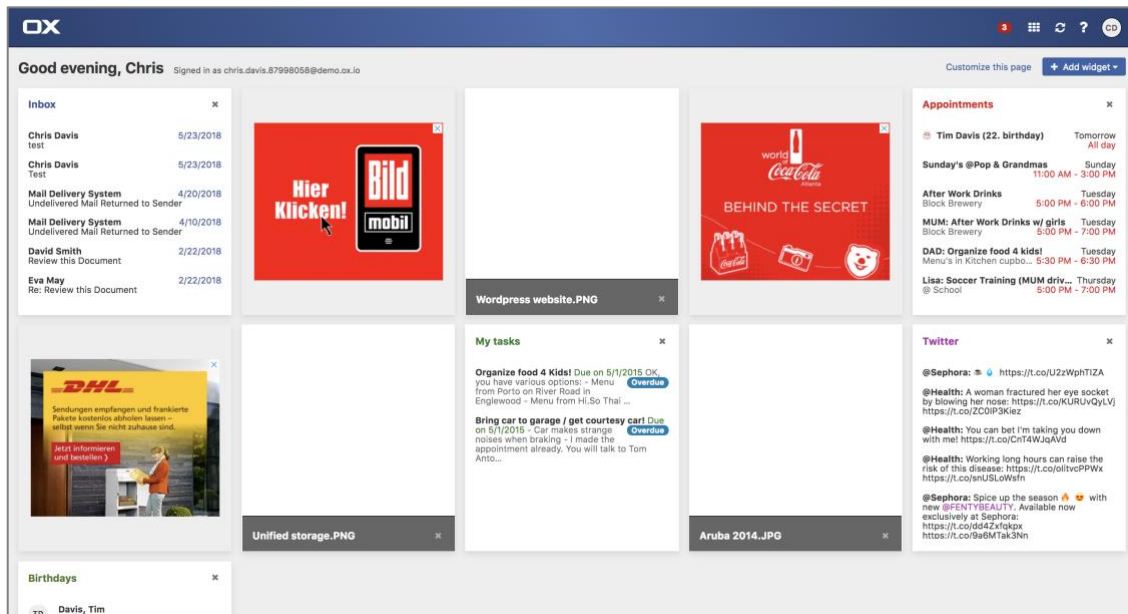 OX
3
?
CD
Good evening, Chris Signed in as chris.davis.87998058@demo.ox.io
Customize this page
+ Add widget
Inbox
Chris Davis 5/23/2018
test
Chris Davis 5/23/2018
Test
Mail Delivery System 4/20/2018
Undelivered Mail Returned to Sender
Mail Delivery System 4/10/2018
Undelivered Mail Returned to Sender
David Smith 2/22/2018
Review this Document
Eva May 2/22/2018
Re: Review this Document
Hier
Klicken!
Bild
mobil
Wordpress website.PNG
world
of
Coca-Cola
Atlanta
BEHIND THE SECRET
Coca-Cola
Appointments
Tim Davis (22. birthday) Tomorrow
All day
Sunday's @Pop & Grandmas Sunday
11:00 AM - 3:00 PM
After Work Drinks Tuesday
Block Brewery 5:00 PM - 6:00 PM
MUM: After Work Drinks w/ girls Tuesday
Block Brewery 5:00 PM - 7:00 PM
DAD: Organize food 4 kids! Tuesday
Menu's in Kitchen cupbo... 5:30 PM - 6:30 PM
Lisa: Soccer Training (MUM driv... Thursday
@ School 5:00 PM - 7:00 PM
DHL
Sendungen empfangen und frankierte
Pakete kostenlos abholen lassen –
selbst wenn Sie nicht zuhause sind.
Jetzt informieren
und bestellen
Unified storage.PNG
My tasks
Organize food 4 Kids! Due on 5/1/2015 OK,
you have various options: - Menu Overdue
from Porto on River Road in
Englewood - Menu from Hi.So Thai ...
Bring car to garage / get courtesy car! Due
on 5/1/2015 - Car makes strange Overdue
noises when braking - I made the
appointment already. You will talk to Tom
Anto...
Aruba 2014.JPG
Twitter
@Sephora: https://t.co/U2zWphTIZA
@Health: A woman fractured her eye socket
by blowing her nose: https://t.co/KURUvQyLVj
https://t.co/ZC0IP3Kiez
@Health: You can bet I'm taking you down
with me! https://t.co/CnT4WJqAVd
@Health: Working long hours can raise the
risk of this disease: https://t.co/olitvcPPWx
https://t.co/snUSLoWsfn
@Sephora: Spice up the season 🔥 😍 with
new @FENTYBEAUTY. Available now
exclusively at Sephora:
https://t.co/dd4Zxfqkpx
https://t.co/9a6MTak3Nn
Birthdays
Davis, Tim